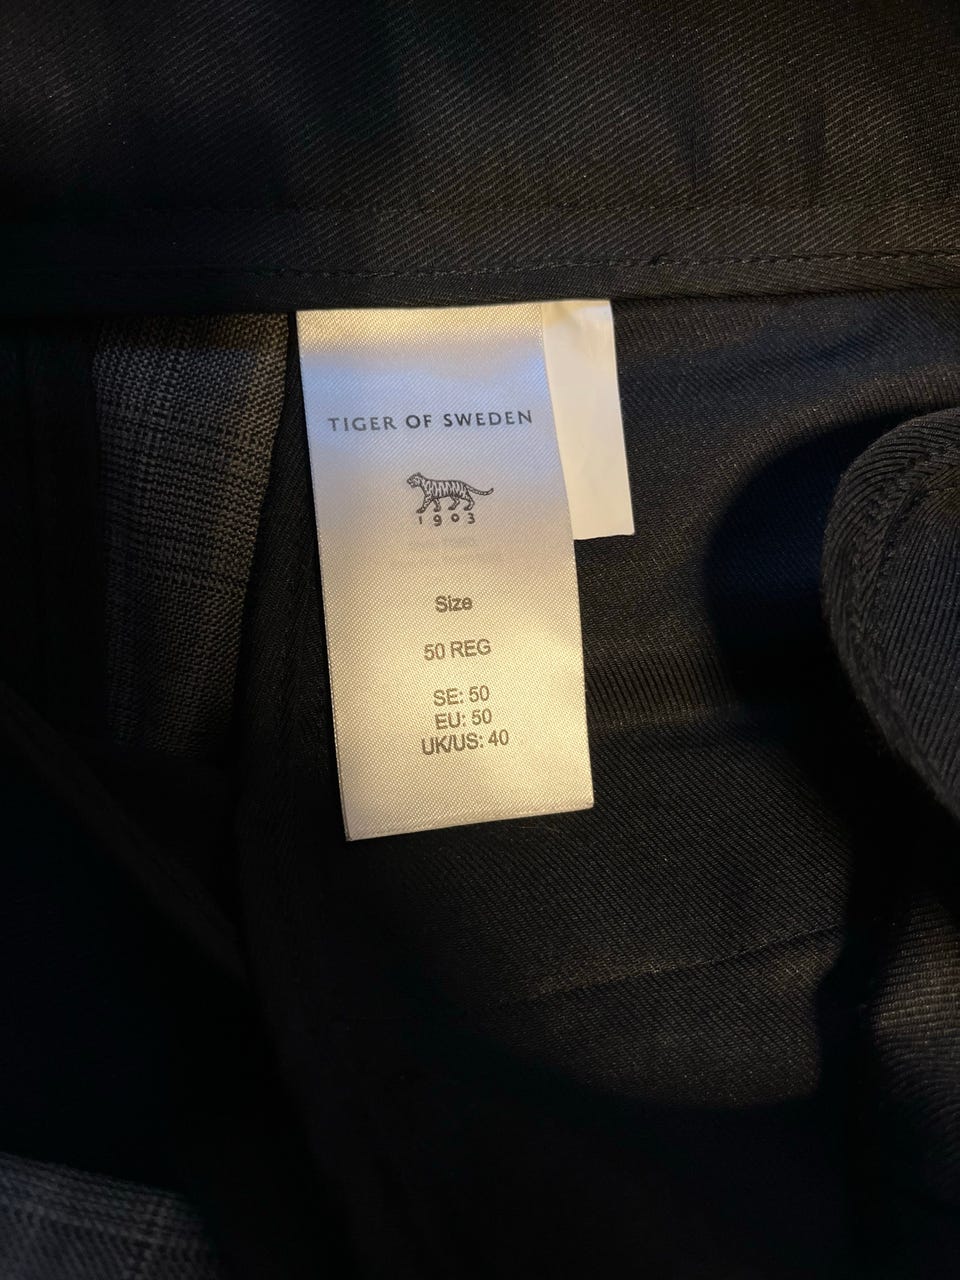 TIGER OF SWEDEN
1903
Size
50 REG
SE: 50
EU: 50
UK/US: 40